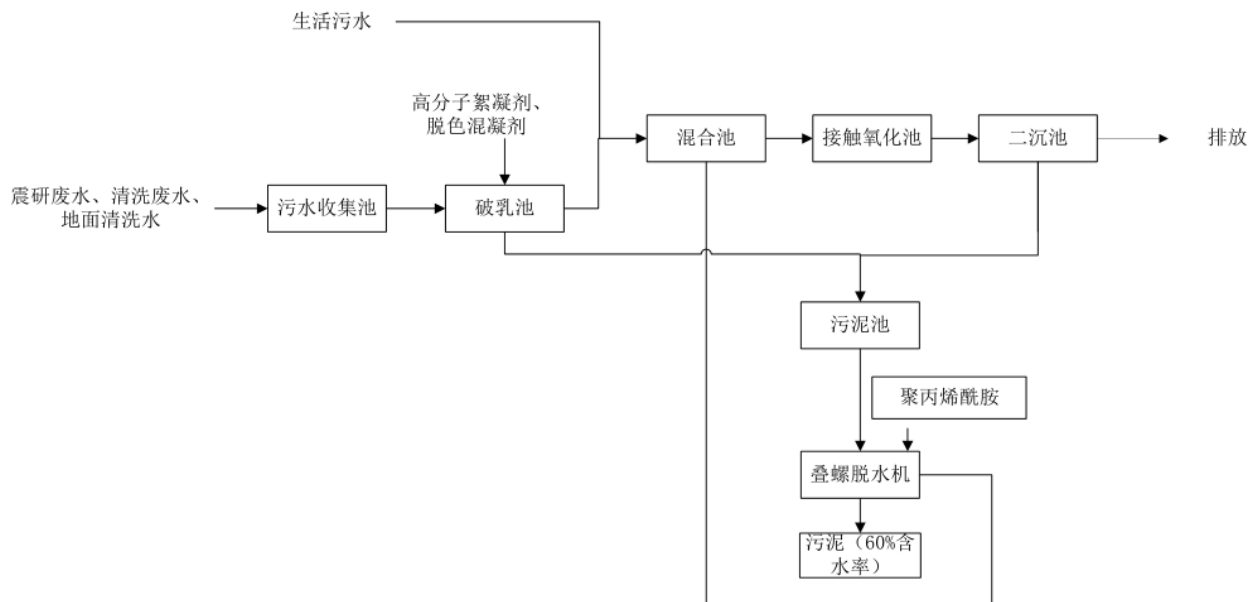 生活污水
高分子絮凝剂、
脱色混凝剂
混合池
接触氧化池
二沉池
排放
震研废水、清洗废水、
地面清洗水
污水收集池
破乳池
污泥池
聚丙烯酰胺
叠螺脱水机
污泥（60%含
水率）